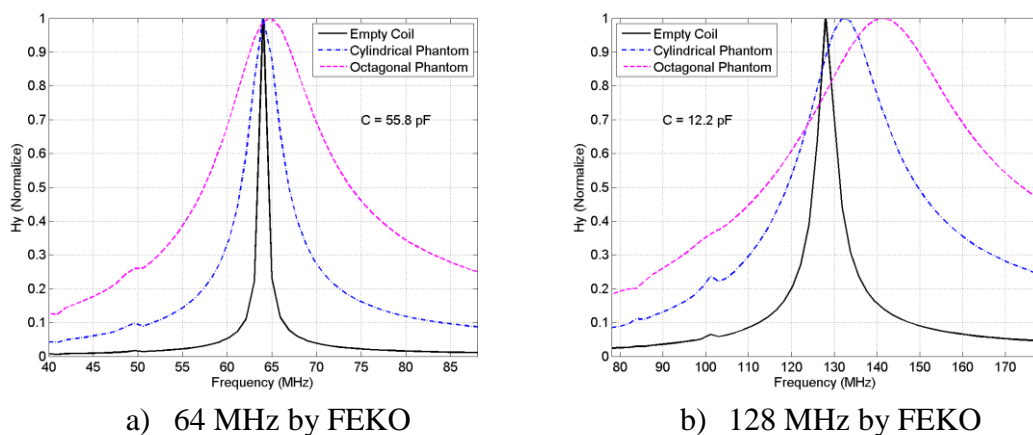 1
0.9
0.8
0.7
0.6
0.5
0.4
0.3
0.2
0.1
0
Hy (Normalize)
Empty Coil
Cylindrical Phantom
Octagonal Phantom
C = 55.8 pF
40 45 50 55 60 65 70 75 80 85
Frequency (MHz)
a) 64 MHz by FEKO
1
0.9
0.8
0.7
0.6
0.5
0.4
0.3
0.2
0.1
0
Hy (Normalize)
Empty Coil
Cylindrical Phantom
Octagonal Phantom
C = 12.2 pF
80 90 100 110 120 130 140 150 160 170
Frequency (MHz)
b) 128 MHz by FEKO